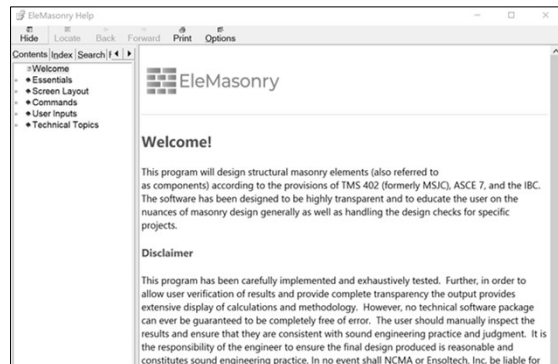 EleMasonry Help
Hide Locate Back Forward Print Options
Contents Index Search F
Welcome
Essentials
Screen Layout
Commands
User Inputs
Technical Topics
EleMasonry
Welcome!
This program will design structural masonry elements (also referred to
as components) according to the provisions of TMS 402 (formerly MSJC), ASCE 7, and the IBC.
The software has been designed to be highly transparent and to educate the user on the
nuances of masonry design generally as well as handling the design checks for specific
projects.
Disclaimer
This program has been carefully implemented and exhaustively tested. Further, in order to
allow user verification of results and provide complete transparency the output provides
extensive display of calculations and methodology. However, no technical software package
can ever be guaranteed to be completely free of error. The user should manually inspect the
results and ensure that they are consistent with sound engineering practice and judgment. It is
the responsibility of the engineer to ensure the final design produced is reasonable and
constitutes sound engineering practice. In no event shall NCMA or Ensoltech, Inc. be liable for